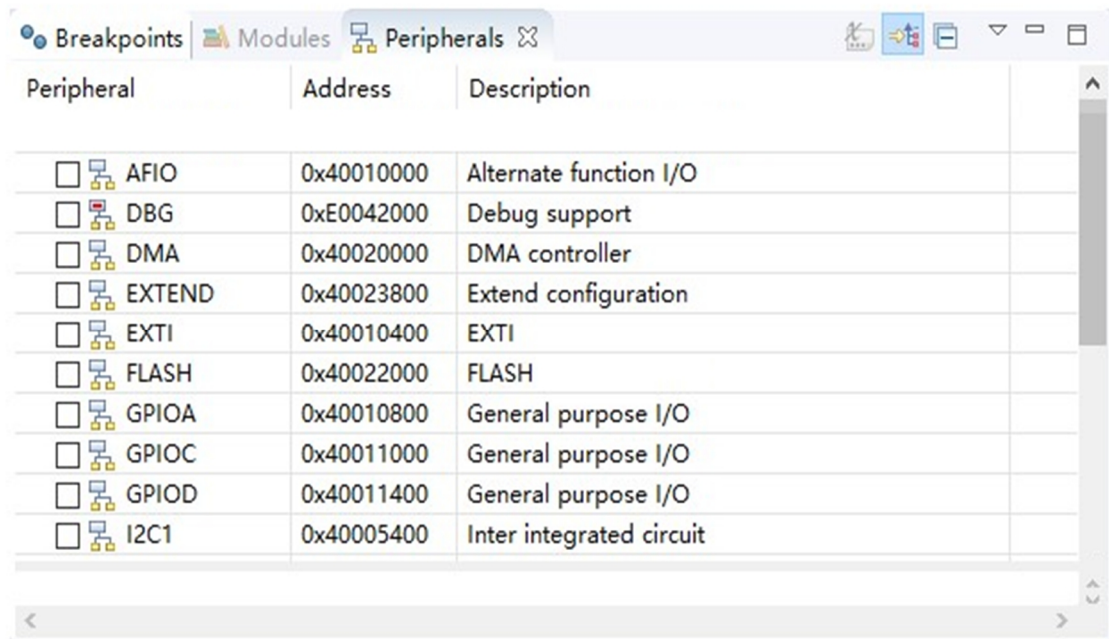 Breakpoints Modules Peripherals
Peripheral Address Description
AFIO 0x40010000 Alternate function I/O
DBG 0xE0042000 Debug support
DMA 0x40020000 DMA controller
EXTEND 0x40023800 Extend configuration
EXTI 0x40010400 EXTI
FLASH 0x40022000 FLASH
GPIOA 0x40010800 General purpose I/O
GPIOC 0x40011000 General purpose I/O
GPIOD 0x40011400 General purpose I/O
I2C1 0x40005400 Inter integrated circuit